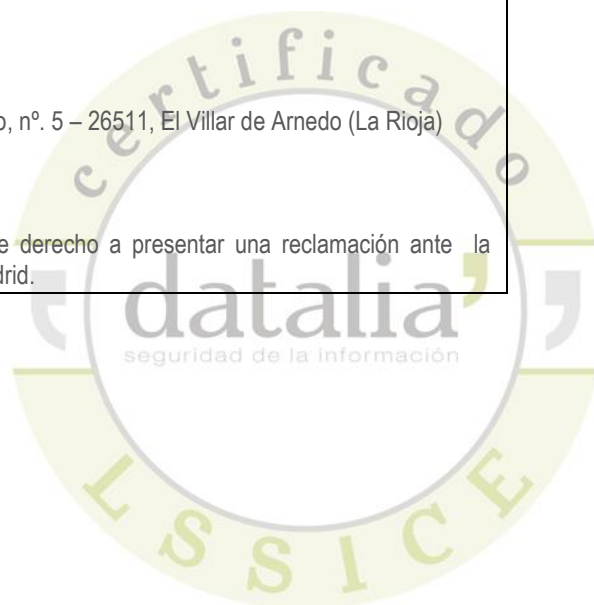 certificado
o, nº. 5 – 26511, El Villar de Arnedo (La Rioja)
e derecho a presentar una reclamación ante la
drid.
datalia
seguridad de la información
LSSICE